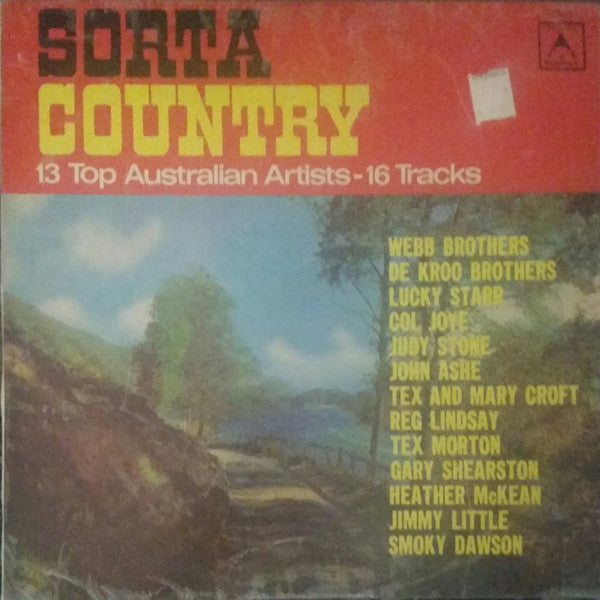 SORTA
COUNTRY
13 Top Australian Artists - 16 Tracks
WEBB BROTHERS
DE KROO BROTHERS
LUCKY STARR
COL JOYE
JUDY STONE
JOHN ASHE
TEX AND MARY CROFT
REG LINDSAY
TEX MORTON
GARY SHEARSTON
HEATHER McKEAN
JIMMY LITTLE
SMOKY DAWSON